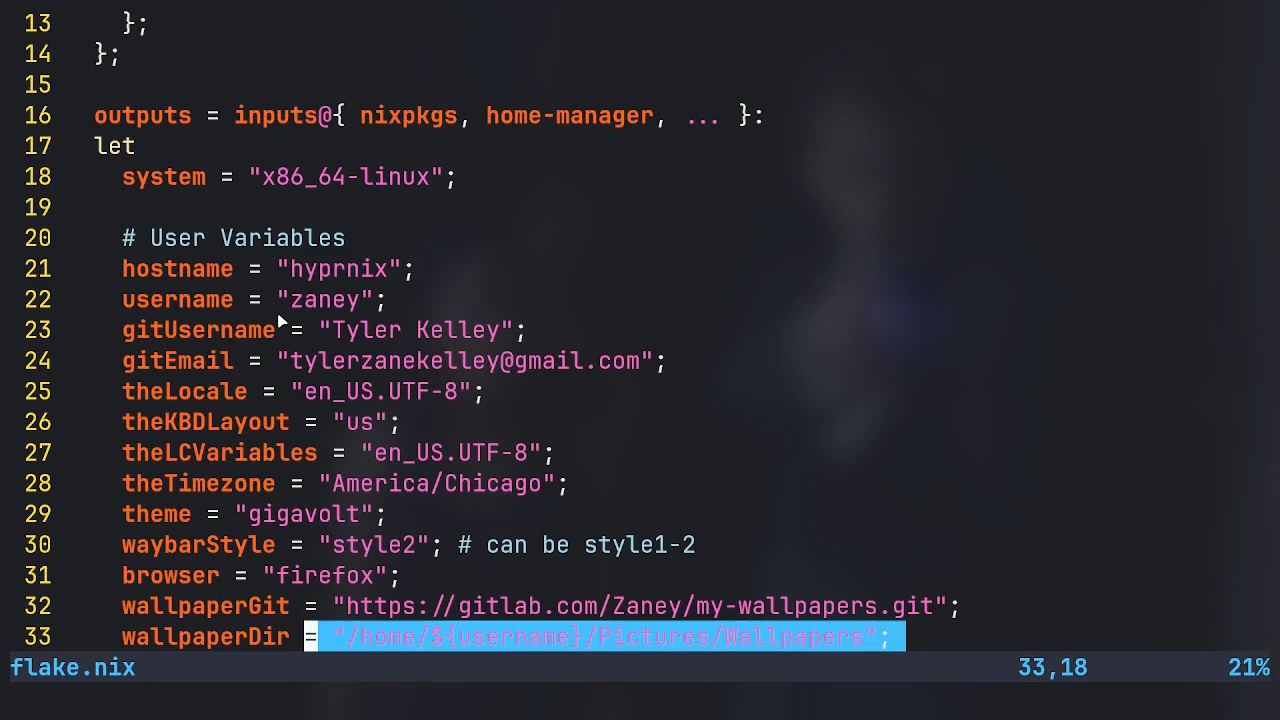 13     };
14   };
15
16   outputs = inputs@{ nixpkgs, home-manager, ... }:
17   let
18     system = "x86_64-linux";
19
20     # User Variables
21     hostname = "hyprnix";
22     username = "zaney";
23     gitUsername = "Tyler Kelley";
24     gitEmail = "tylerzanekelley@gmail.com";
25     theLocale = "en_US.UTF-8";
26     theKBDLayout = "us";
27     theLCVariables = "en_US.UTF-8";
28     theTimezone = "America/Chicago";
29     theme = "gigavolt";
30     waybarStyle = "style2"; # can be style1-2
31     browser = "firefox";
32     wallpaperGit = "https://gitlab.com/Zaney/my-wallpapers.git";
33     wallpaperDir = "/home/${username}/Pictures/Wallpapers";
flake.nix 33,18 21%